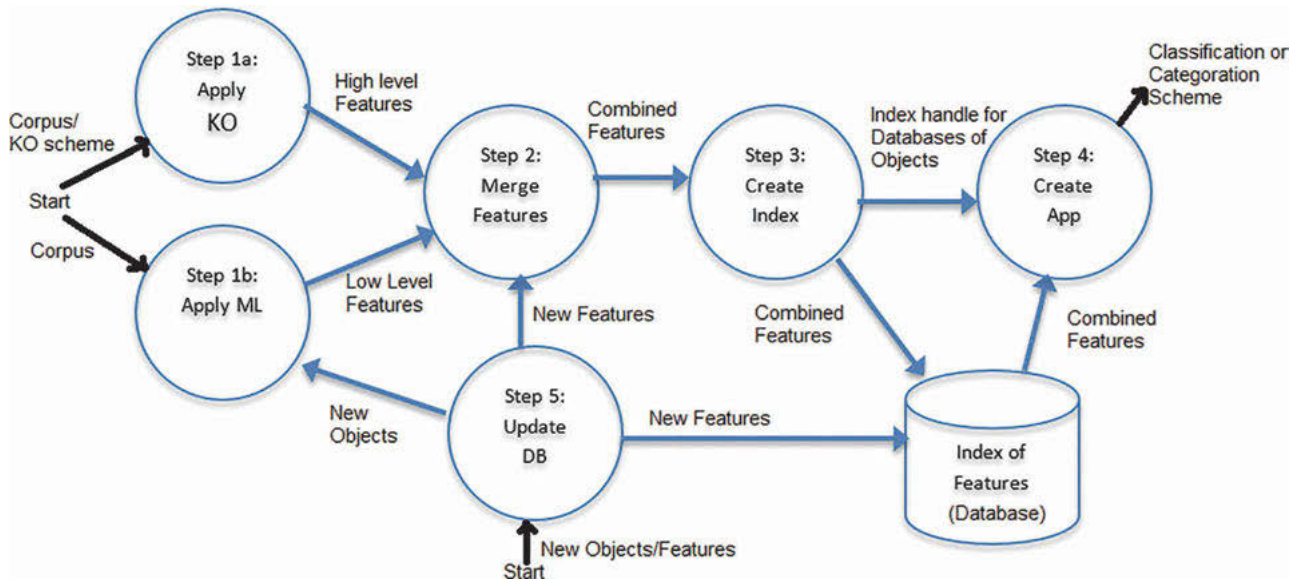 Step 1a:
Apply
KO
High level
Features
Corpus/
KO scheme
Start
Corpus
Step 1b:
Apply ML
Low Level
Features
Step 2:
Merge
Features
Combined
Features
Step 3:
Create
Index
Index handle for
Databases of
Objects
Step 4:
Create
App
Classification or
Categoration
Scheme
New Features
Combined
Features
Combined
Features
New
Objects
Step 5:
Update
DB
New Features
Index of
Features
(Database)
New Objects/Features
Start